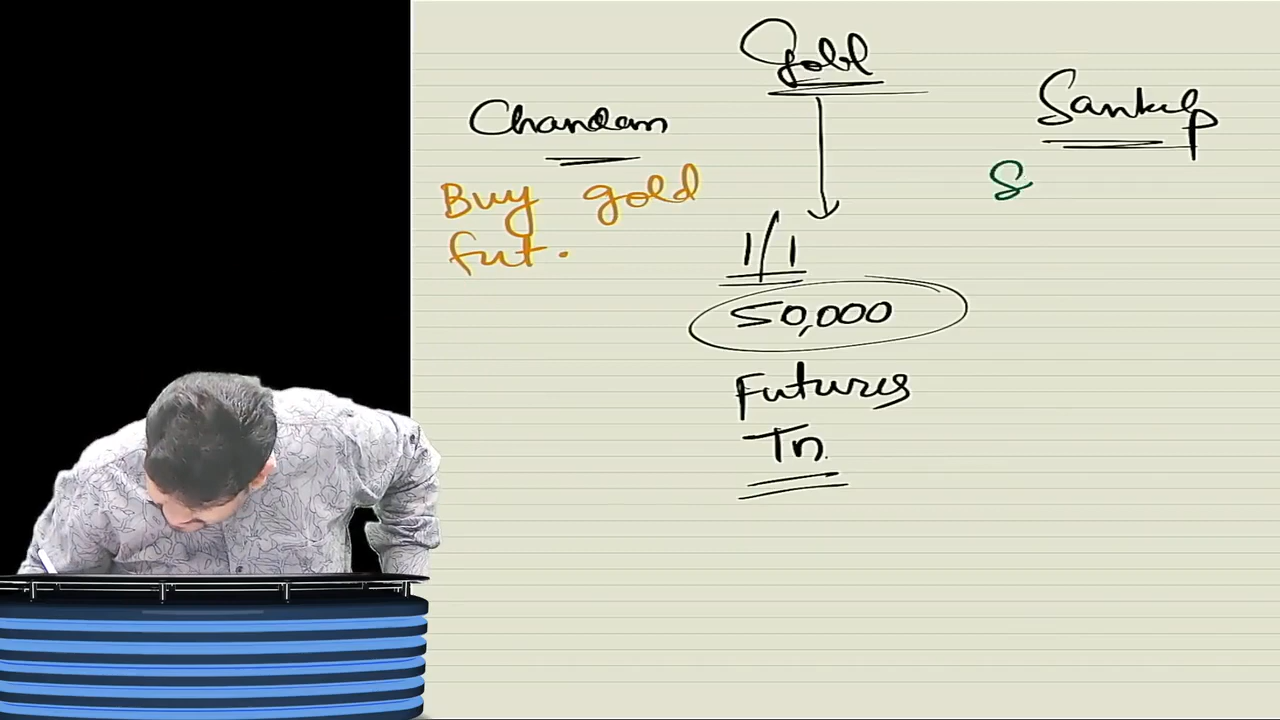 Gold
Chandan
Sankalp
Buy gold
fut.
S
1/1
50,000
Futures
Tn.